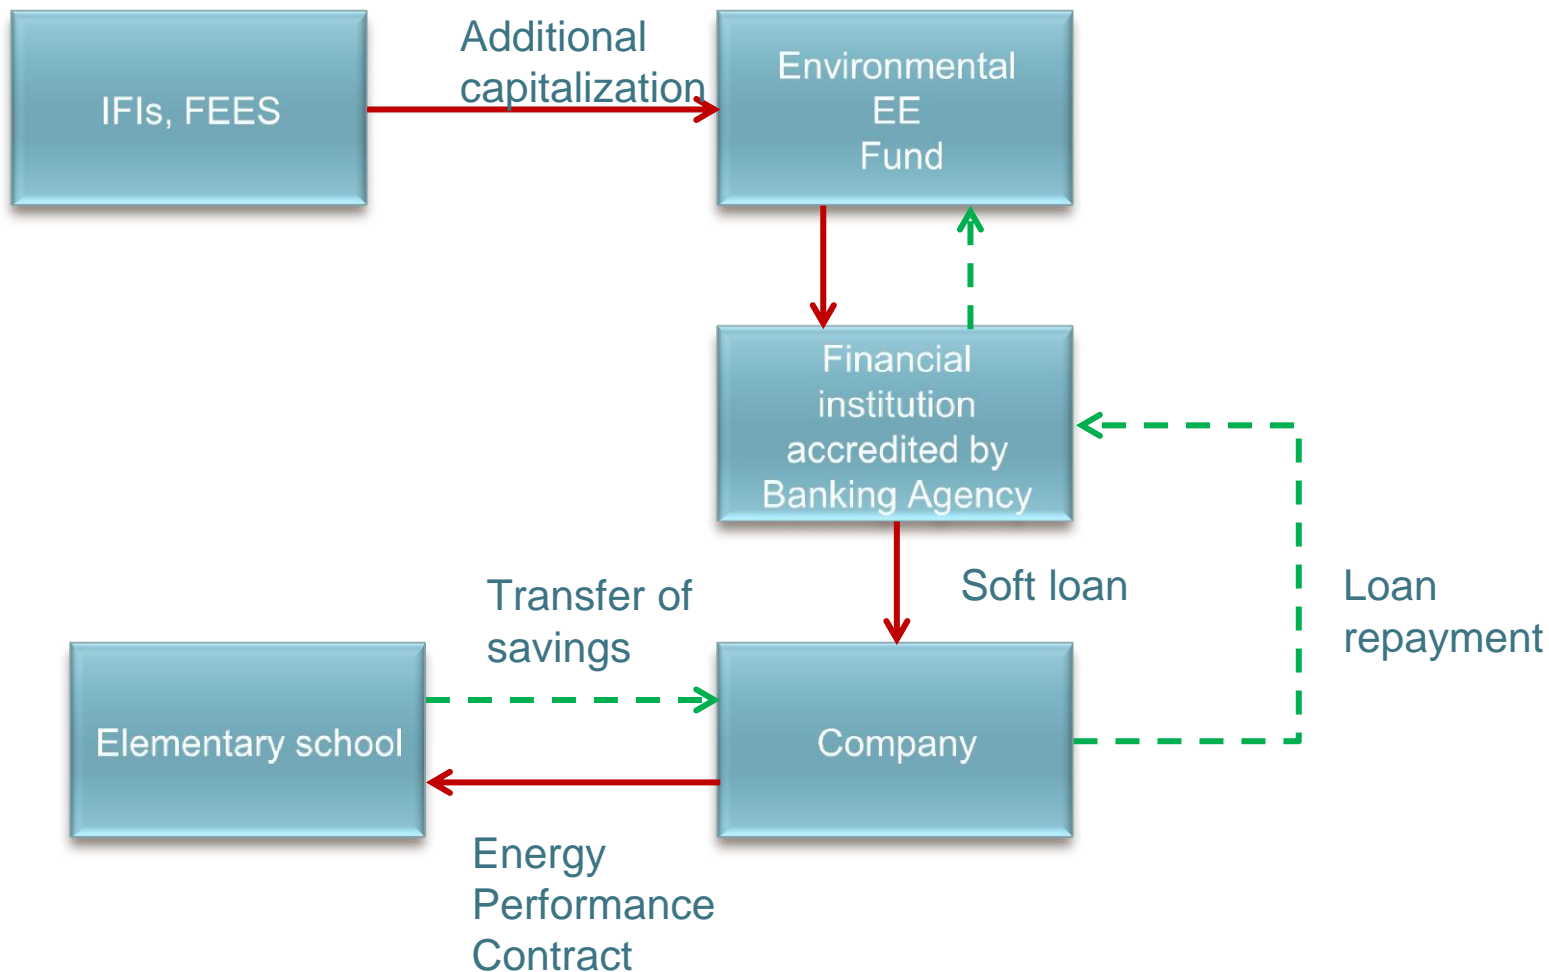 IFIs, FEES
Additional
capitalization
Environmental
EE
Fund
Financial
institution
accredited by
Banking Agency
Soft loan
Loan
repayment
Transfer of
savings
Elementary school
Company
Energy
Performance
Contract